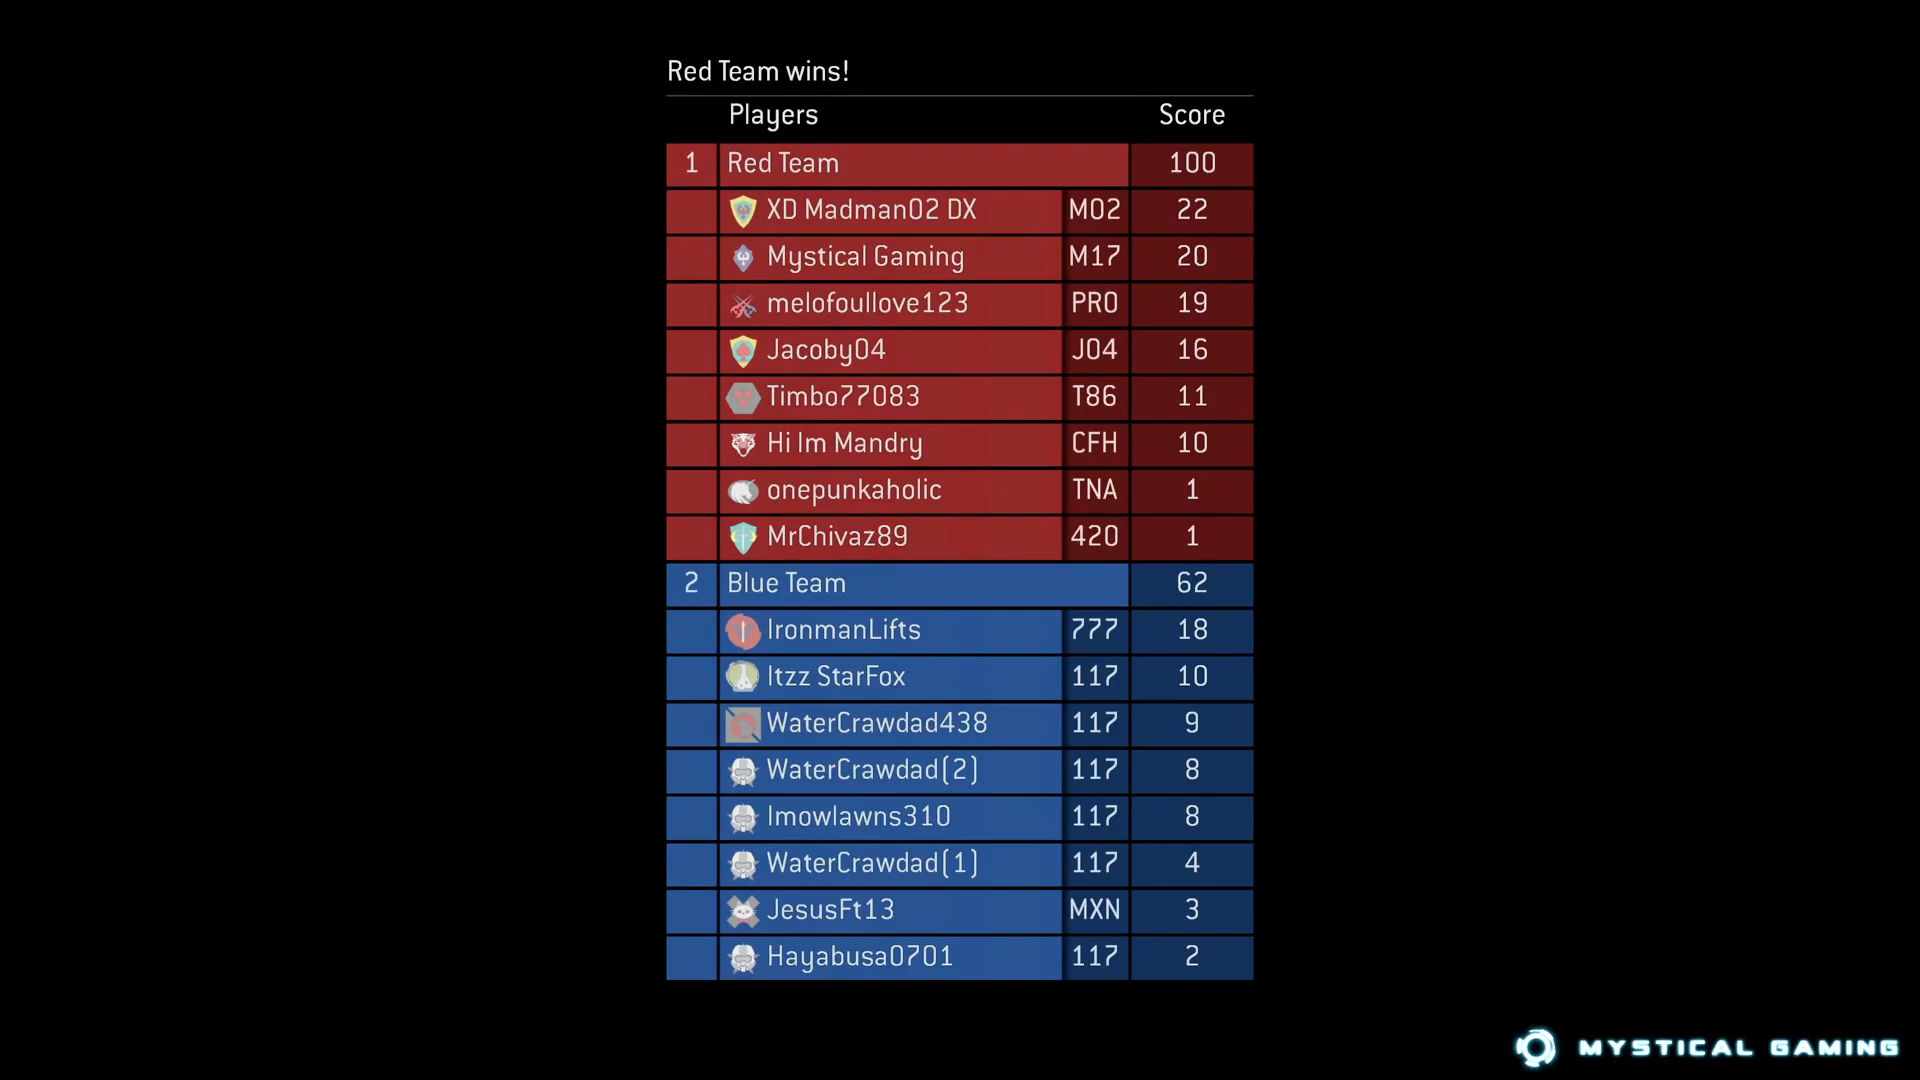 Red Team wins!
Players Score
1 Red Team 100
XD Madman02 DX M02 22
Mystical Gaming M17 20
melofoullove123 PRO 19
Jacoby04 J04 16
Timbo77083 T86 11
Hi Im Mandry CFH 10
onepunkaholic TNA 1
MrChivaz89 420 1
2 Blue Team 62
IronmanLifts 777 18
Itzz StarFox 117 10
WaterCrawdad438 117 9
WaterCrawdad(2) 117 8
Imowlawns310 117 8
WaterCrawdad(1) 117 4
JesusFt13 MXN 3
Hayabusa0701 117 2
MYSTICAL GAMING